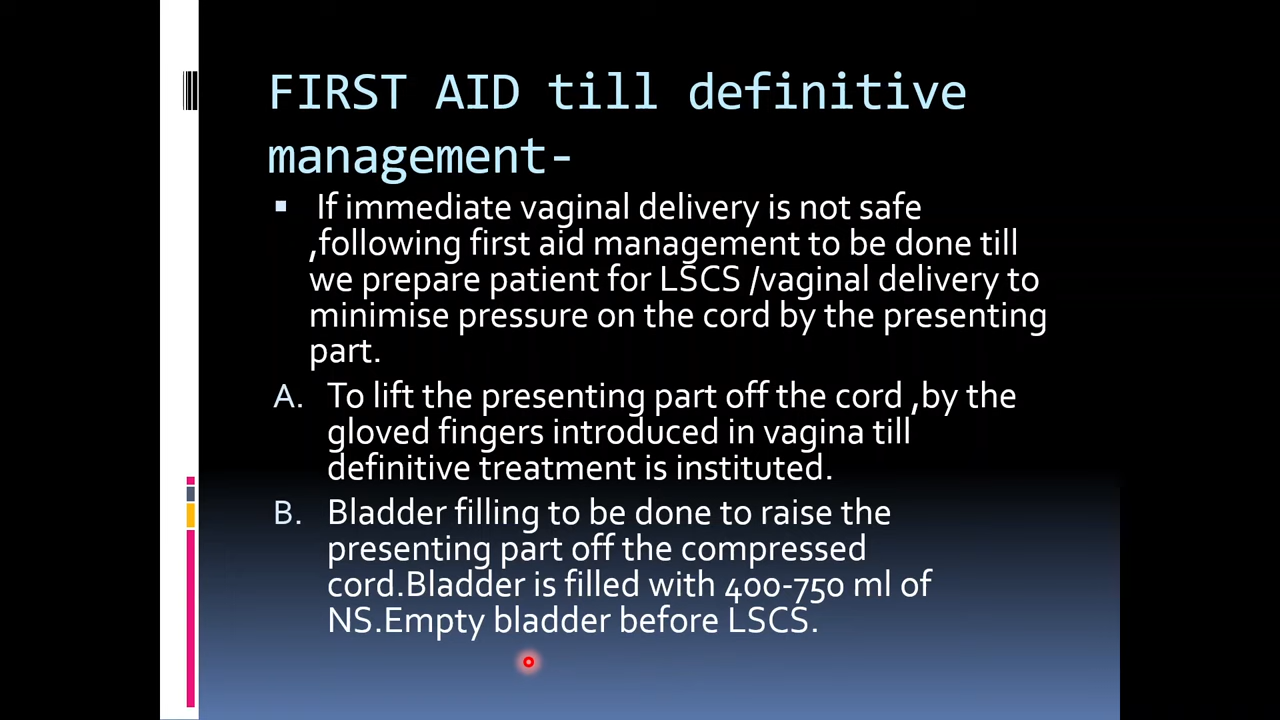 FIRST AID till definitive
management-
▪ If immediate vaginal delivery is not safe
,following first aid management to be done till
we prepare patient for LSCS /vaginal delivery to
minimise pressure on the cord by the presenting
part.
A. To lift the presenting part off the cord ,by the
gloved fingers introduced in vagina till
definitive treatment is instituted.
B. Bladder filling to be done to raise the
presenting part off the compressed
cord.Bladder is filled with 400-750 ml of
NS.Empty bladder before LSCS.